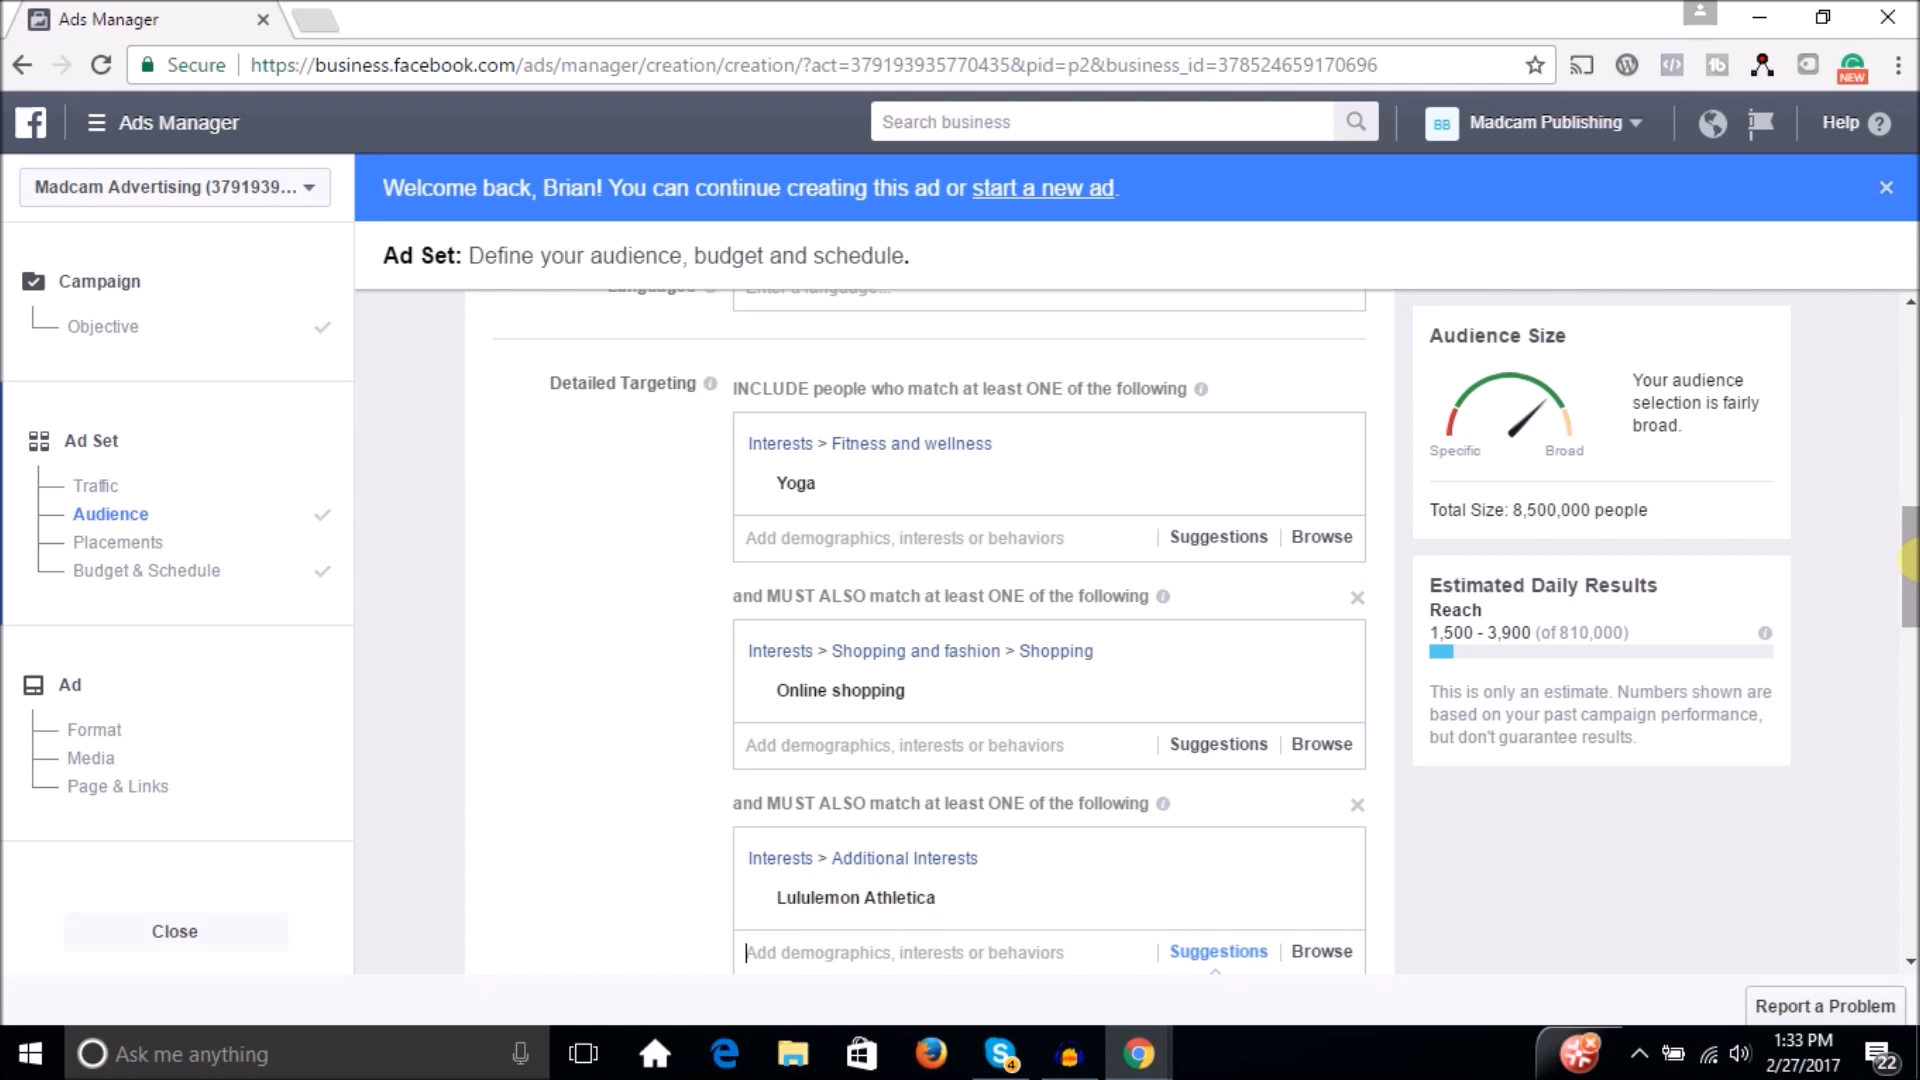 Ads Manager
Secure https://business.facebook.com/ads/manager/creation/creation/?act=379193935770435&pid=p2&business_id=378524659170696
NEW
Ads Manager
Search business
BB Madcam Publishing
Help
Madcam Advertising (3791939...
Welcome back, Brian! You can continue creating this ad or start a new ad.
Ad Set: Define your audience, budget and schedule.
Campaign
Objective
Ad Set
Traffic
Audience
Placements
Budget & Schedule
Ad
Format
Media
Page & Links
Close
Languages
Enter a language...
Detailed Targeting
INCLUDE people who match at least ONE of the following
Interests > Fitness and wellness
Yoga
Add demographics, interests or behaviors Suggestions Browse
and MUST ALSO match at least ONE of the following
Interests > Shopping and fashion > Shopping
Online shopping
Add demographics, interests or behaviors Suggestions Browse
and MUST ALSO match at least ONE of the following
Interests > Additional Interests
Lululemon Athletica
Add demographics, interests or behaviors Suggestions Browse
Audience Size
Your audience
selection is fairly
broad.
Specific Broad
Total Size: 8,500,000 people
Estimated Daily Results
Reach
1,500 - 3,900 (of 810,000)
This is only an estimate. Numbers shown are
based on your past campaign performance,
but don't guarantee results.
Report a Problem
Ask me anything
4
1:33 PM
2/27/2017
22